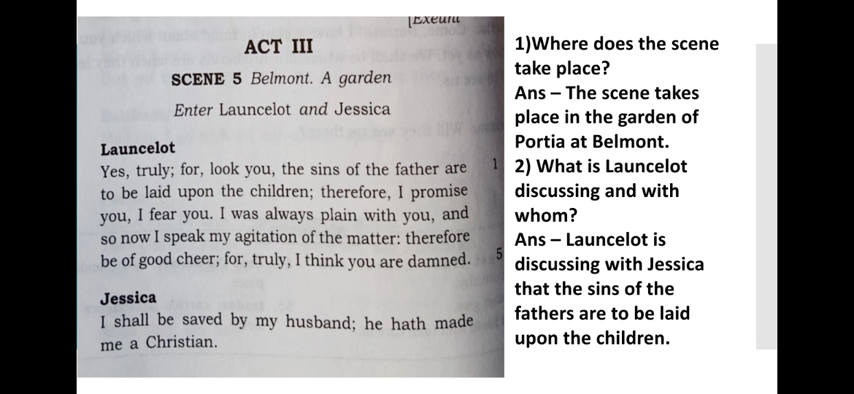 [Exeunt
ACT III
SCENE 5 Belmont. A garden
Enter Launcelot and Jessica
Launcelot
Yes, truly; for, look you, the sins of the father are 1
to be laid upon the children; therefore, I promise
you, I fear you. I was always plain with you, and
so now I speak my agitation of the matter: therefore
be of good cheer; for, truly, I think you are damned. 5
Jessica
I shall be saved by my husband; he hath made
me a Christian.
1)Where does the scene
take place?
Ans – The scene takes
place in the garden of
Portia at Belmont.
2) What is Launcelot
discussing and with
whom?
Ans – Launcelot is
discussing with Jessica
that the sins of the
fathers are to be laid
upon the children.